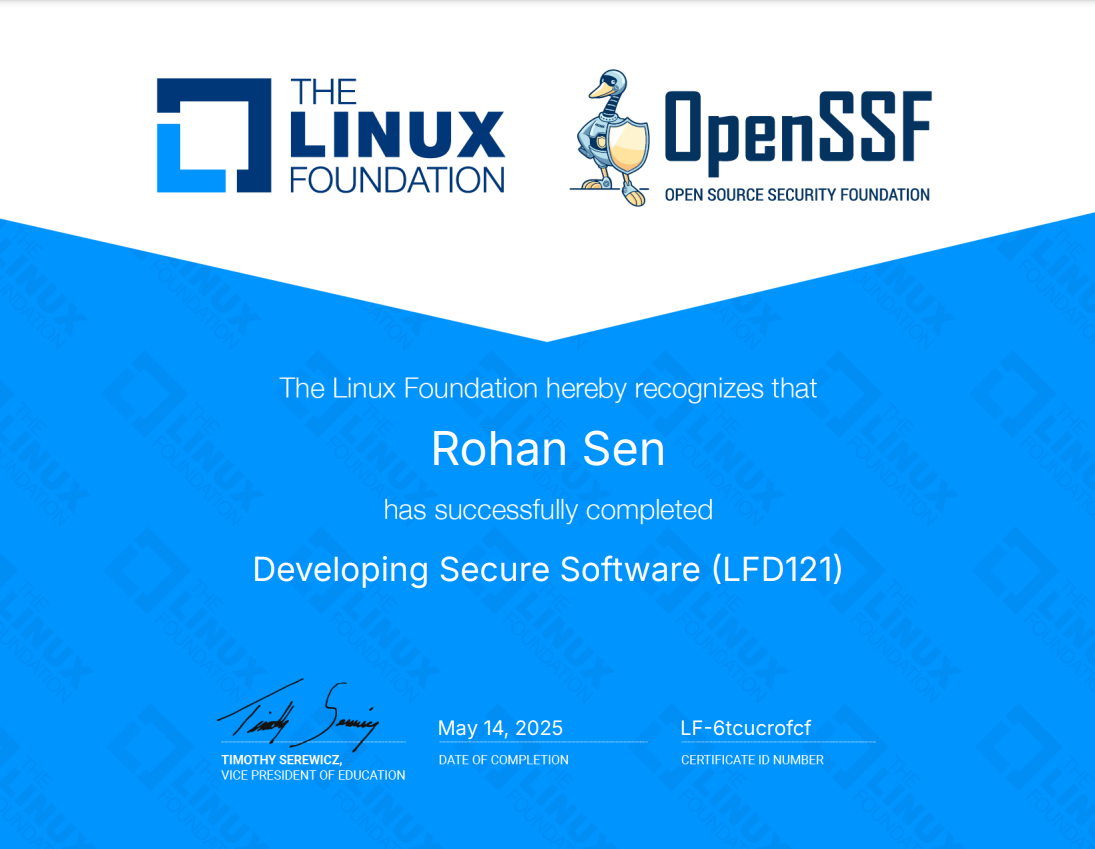 THE
LINUX
FOUNDATION
OpenSSF
OPEN SOURCE SECURITY FOUNDATION
The Linux Foundation hereby recognizes that
Rohan Sen
has successfully completed
Developing Secure Software (LFD121)
Timothy Serewicz
May 14, 2025
LF-6tcucrofcf
TIMOTHY SEREWICZ,
VICE PRESIDENT OF EDUCATION
DATE OF COMPLETION
CERTIFICATE ID NUMBER